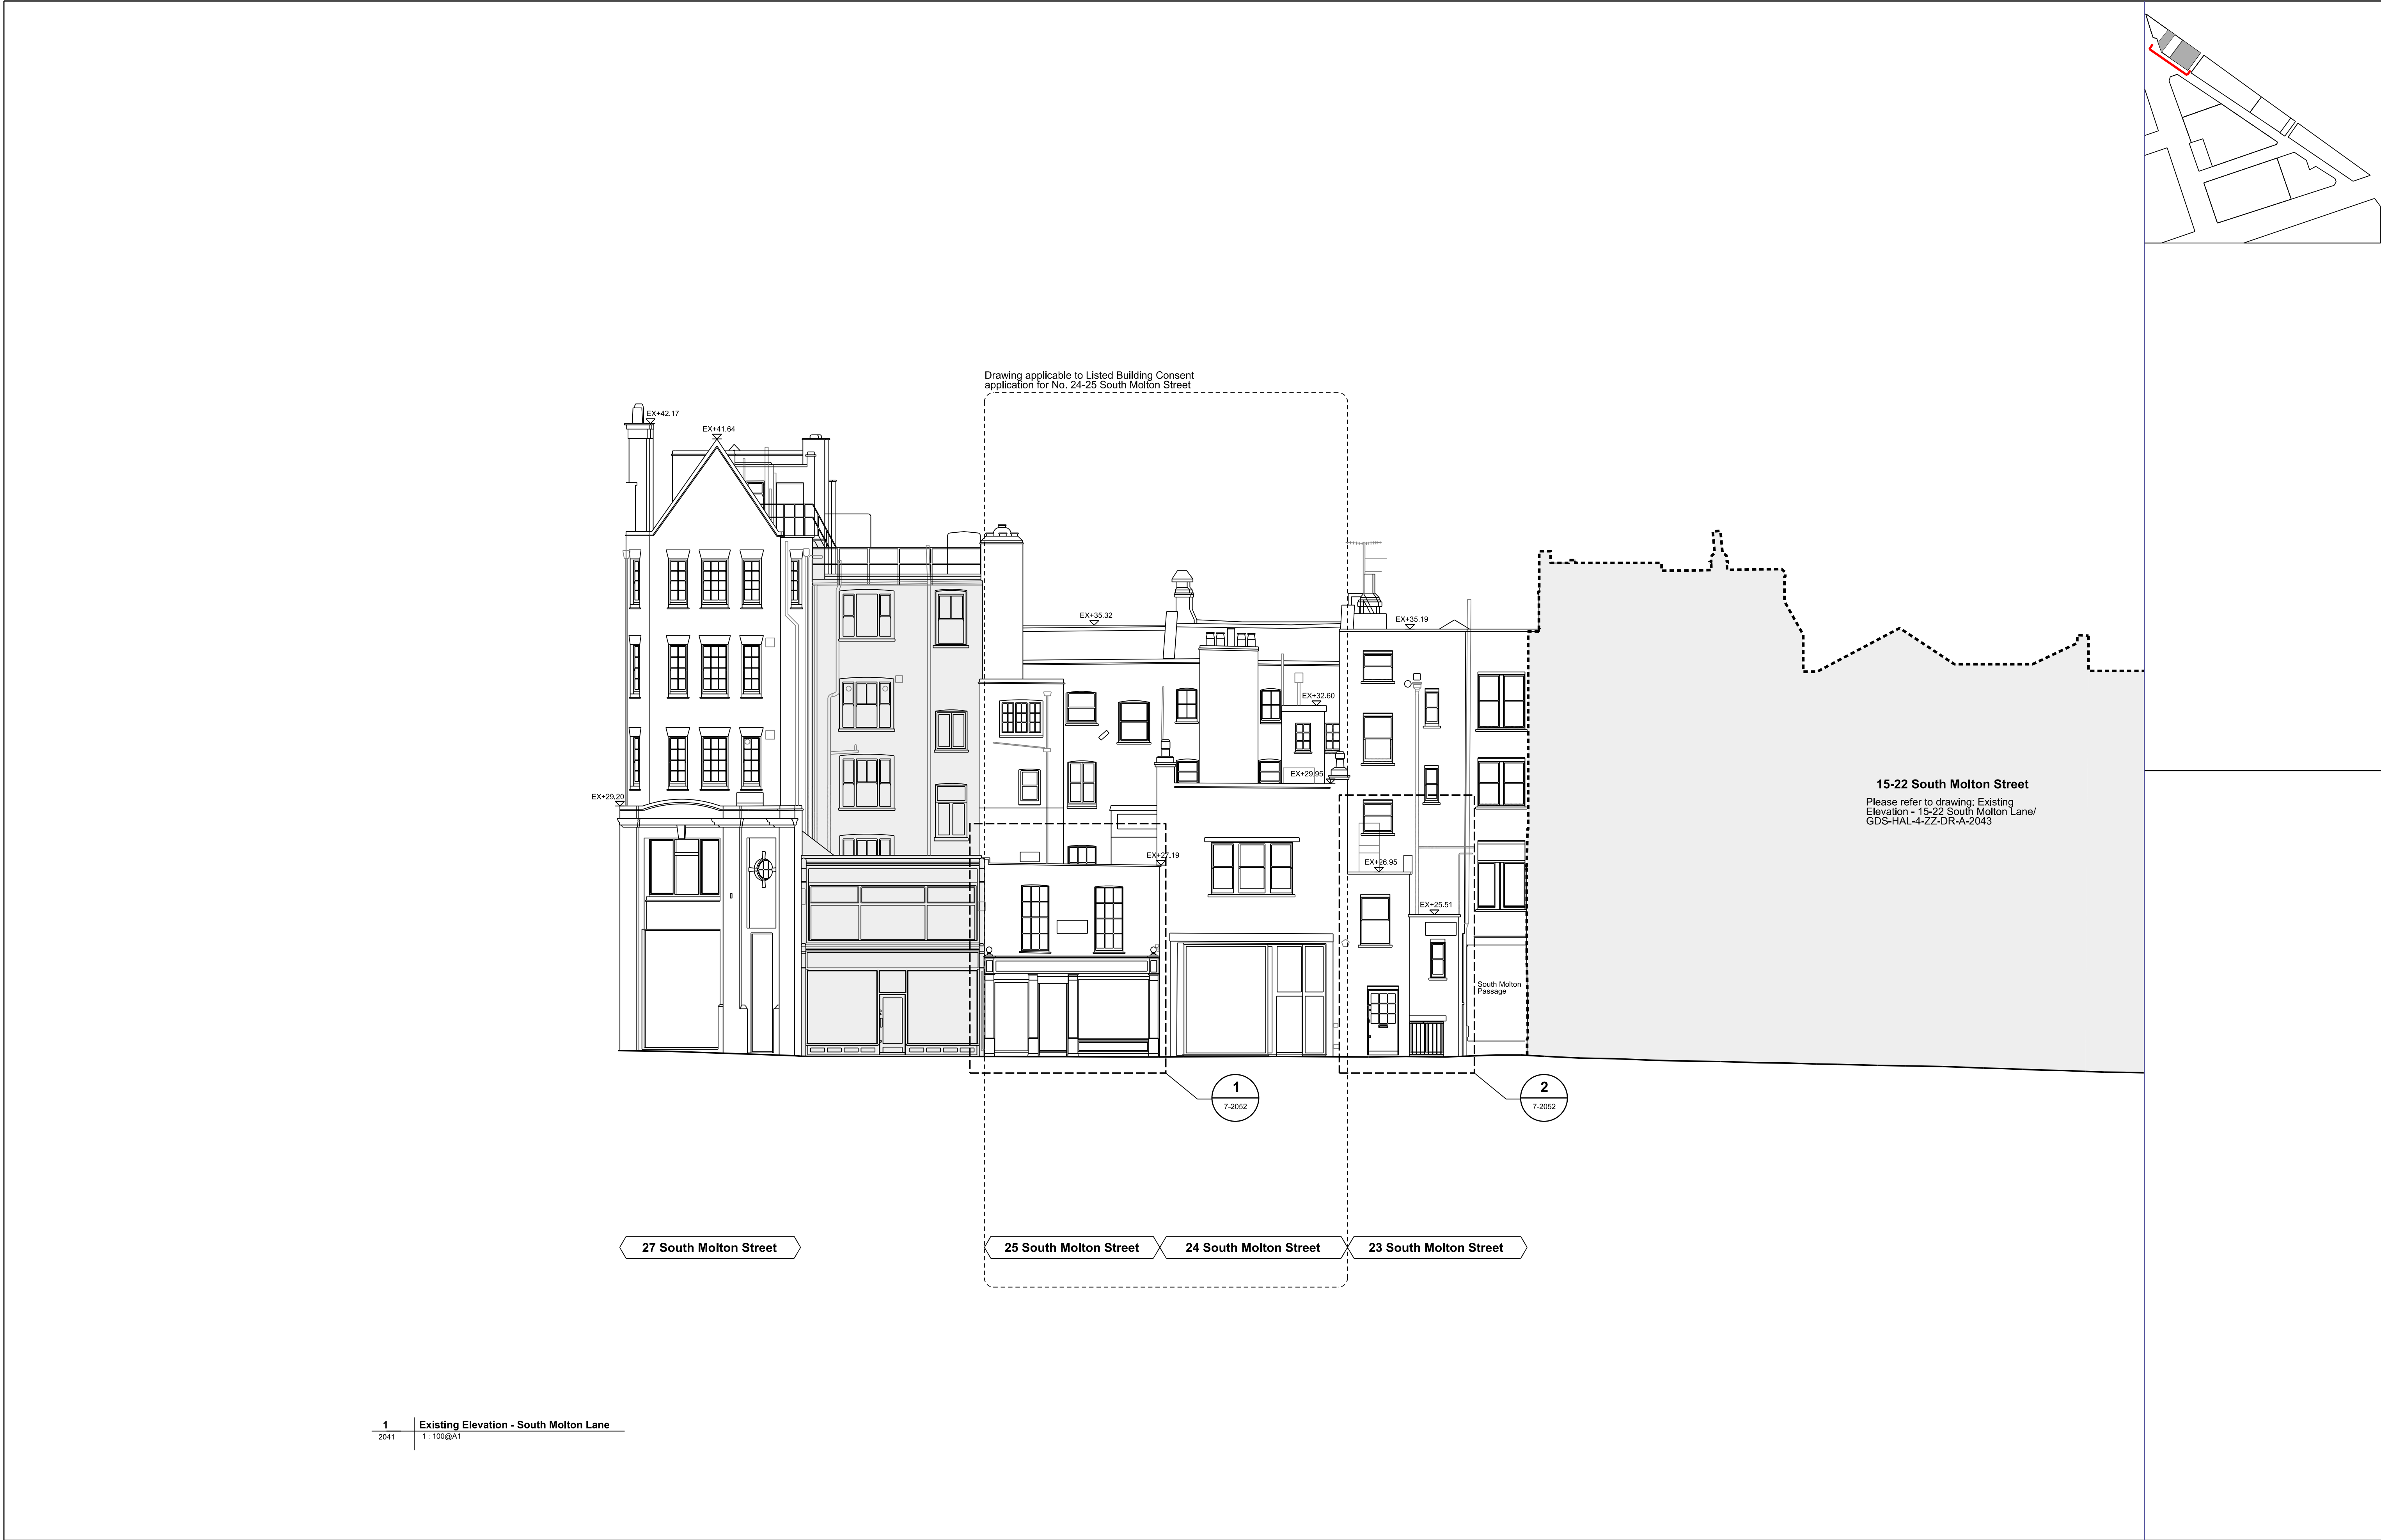 Drawing applicable to Listed Building Consent
application for No. 24-25 South Molton Street
EX+42.17
EX+41.64
EX+35.32
EX+35.19
EX+32.60
EX+29.95
EX+29.20
EX+27.19
EX+26.95
EX+25.51
15-22 South Molton Street
Please refer to drawing: Existing
Elevation - 15-22 South Molton Lane/
GDS-HAL-4-ZZ-DR-A-2043
South Molton
Passage
1
7-2052
2
7-2052
27 South Molton Street
25 South Molton Street
24 South Molton Street
23 South Molton Street
1
Existing Elevation - South Molton Lane
2041
1 : 100@A1